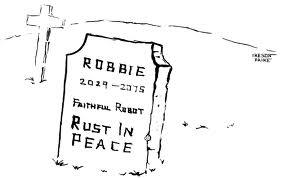 ROBBIE
2029-2075
FAITHFUL ROBOT
RUST IN
PEACE